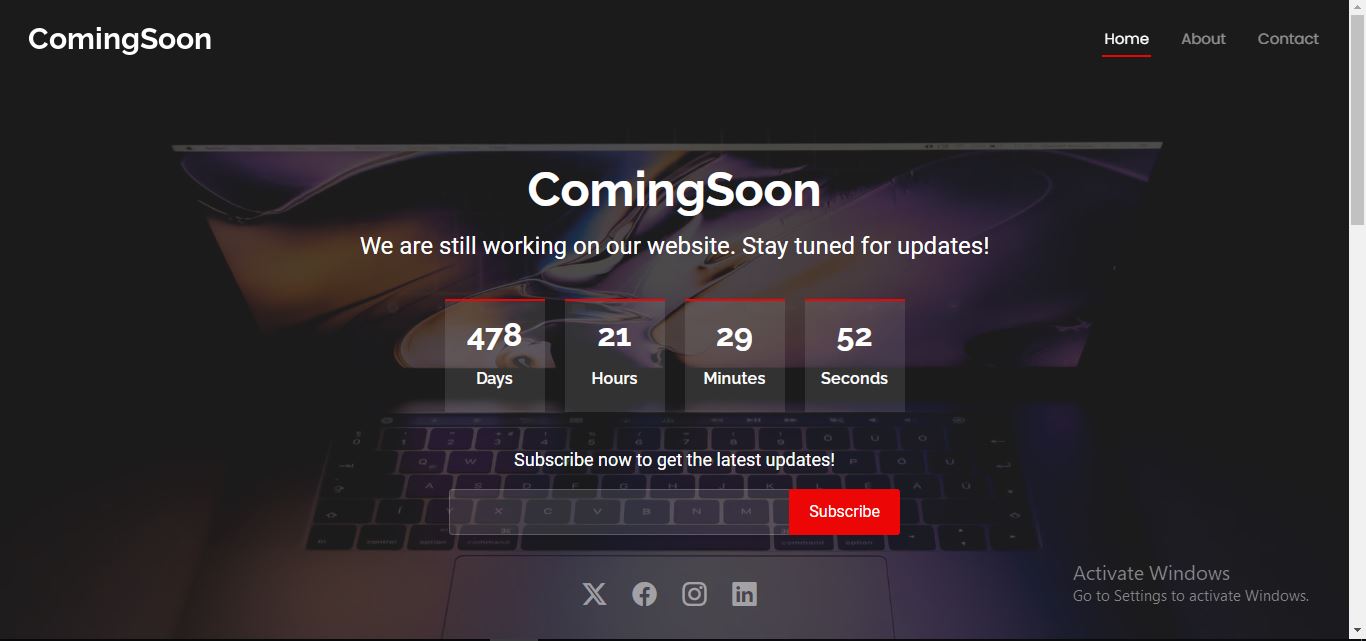 ComingSoon
Home About Contact
ComingSoon
We are still working on our website. Stay tuned for updates!
478 21 29 52
Days Hours Minutes Seconds
Subscribe now to get the latest updates!
Subscribe
Activate Windows
Go to Settings to activate Windows.